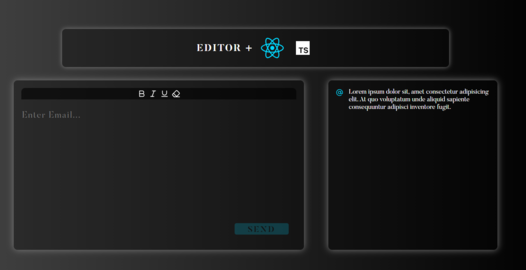 EDITOR +
TS
B I U
Enter Email...
SEND
@ Lorem ipsum dolor sit, amet consectetur adipisicing
elit. At quo voluptatum unde aliquid sapiente
consequuntur adipisci inventore fugit.